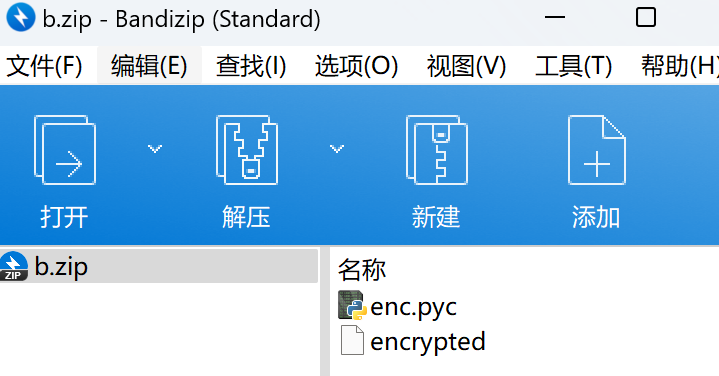 b.zip - Bandizip (Standard)
文件(F) 编辑(E) 查找(I) 选项(O) 视图(V) 工具(T) 帮助(H)
打开 解压 新建 添加
ZIP b.zip
名称
enc.pyc
encrypted